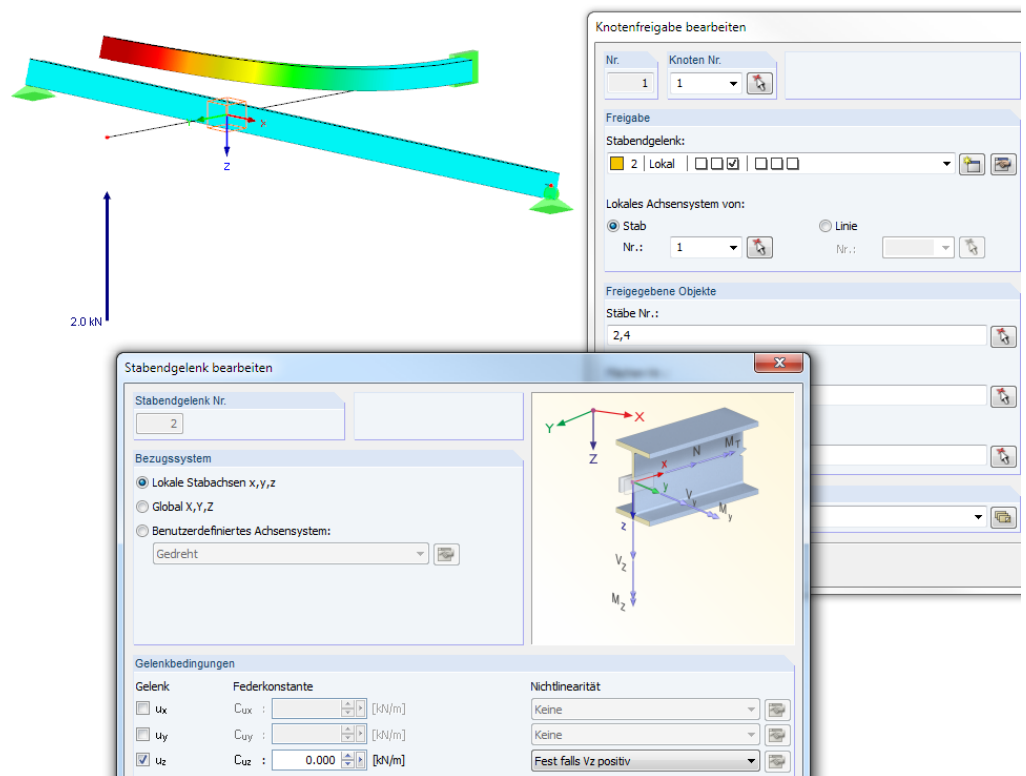 Z
2.0 kN
Knotenfreigabe bearbeiten
Nr.
Knoten Nr.
1
1
Freigabe
Stabendgelenk:
2 | Lokal
Lokales Achsensystem von:
Stab
Linie
Nr.:
1
Nr.:
Freigegebene Objekte
Stäbe Nr.:
2,4
Stabendgelenk bearbeiten
Stabendgelenk Nr.
2
Bezugssystem
Lokale Stabachsen x,y,z
Global X,Y,Z
Benutzerdefiniertes Achsensystem:
Gedreht
X
Y
Z
x
N
MT
y
Vy
My
z
Vz
Mz
Gelenkbedingungen
Gelenk
Federkonstante
Nichtlinearität
ux
Cux : [kN/m]
Keine
uy
Cuy : [kN/m]
Keine
uz
Cuz : 0.000 [kN/m]
Fest falls Vz positiv